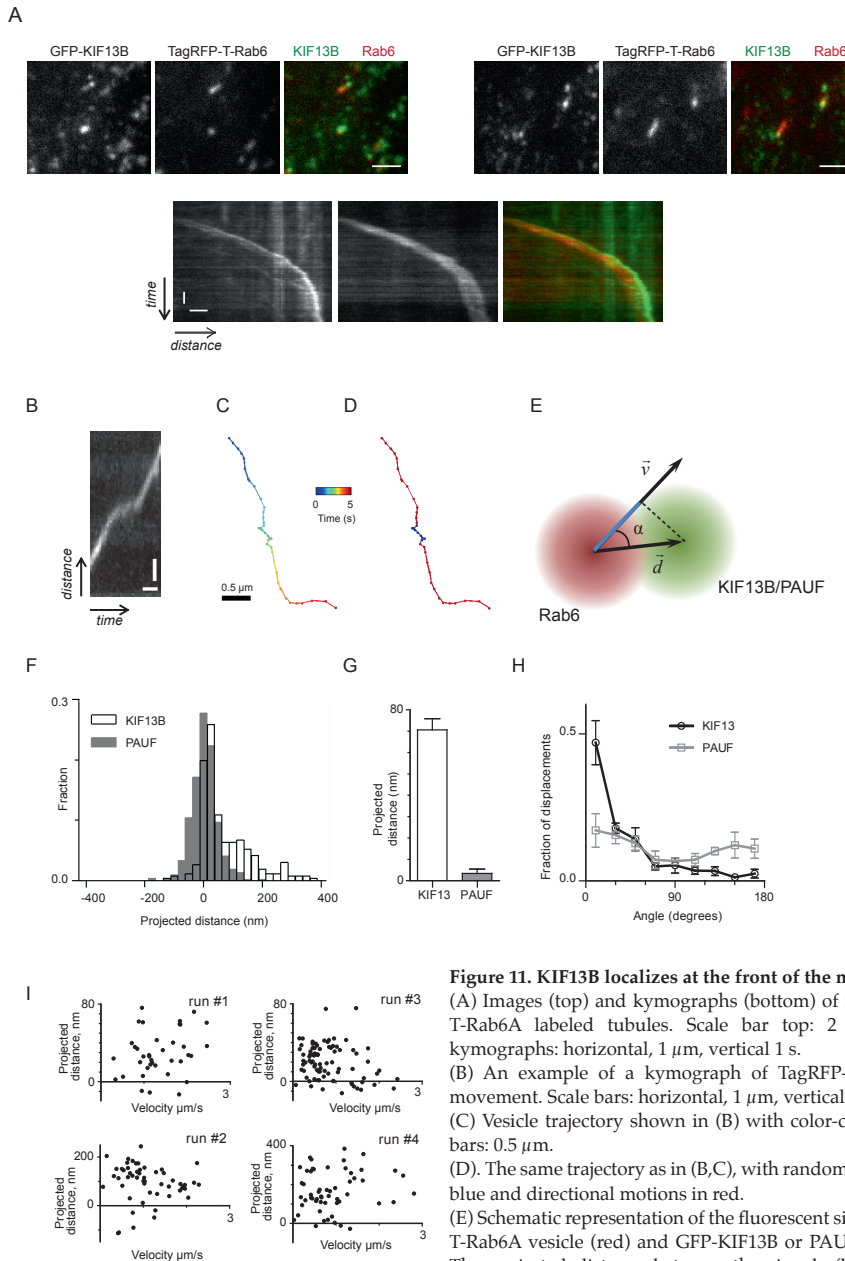 A
GFP-KIF13B TagRFP-T-Rab6 KIF13B Rab6
GFP-KIF13B TagRFP-T-Rab6 KIF13B Rab6
time
distance
B
C
D
E
distance
time
0.5 µm
0 5
Time (s)
v
α
d
Rab6
KIF13B/PAUF
F
0.3
Fraction
0.0
KIF13B
PAUF
-400 -200 0 200 400
Projected distance (nm)
G
80
Projected
distance (nm)
0
KIF13 PAUF
H
0.5
Fraction of displacements
0.0
KIF13
PAUF
0 90 180
Angle (degrees)
I
run #1
80
Projected
distance, nm
0
Velocity µm/s 3
run #3
80
Projected
distance, nm
0
Velocity µm/s 3
run #2
200
Projected
distance, nm
0
Velocity µm/s 3
run #4
400
Projected
distance, nm
0
Velocity µm/s 3
Figure 11. KIF13B localizes at the front of the
(A) Images (top) and kymographs (bottom) of
T-Rab6A labeled tubules. Scale bar top: 2
kymographs: horizontal, 1 µm, vertical 1 s.
(B) An example of a kymograph of TagRFP-
movement. Scale bars: horizontal, 1 µm, vertical
(C) Vesicle trajectory shown in (B) with color-c
bars: 0.5 µm.
(D). The same trajectory as in (B,C), with random
blue and directional motions in red.
(E) Schematic representation of the fluorescent si
T-Rab6A vesicle (red) and GFP-KIF13B or PAU